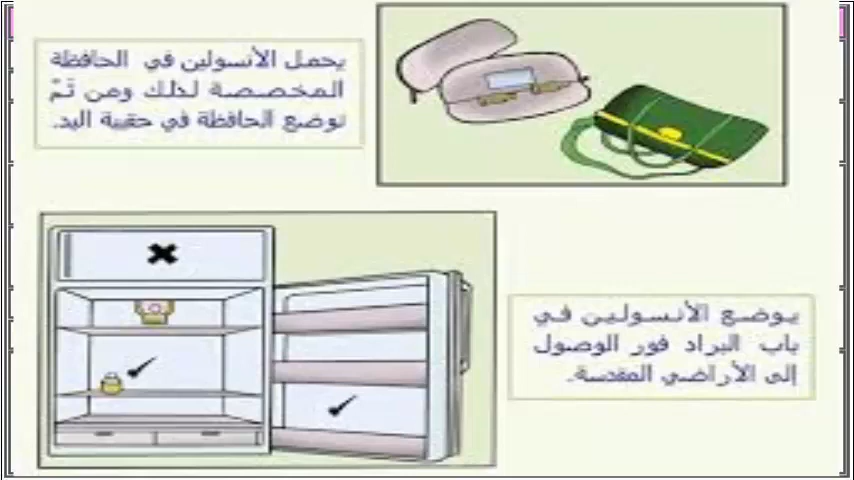 يحمل الأنسولين في الحافظة
المخصصة لذلك ومن ثَمّ
توضع الحافظة في حقيبة اليد.
يوضع الأنسولين في
باب البراد فور الوصول
إلى الأراضي المقدسة.